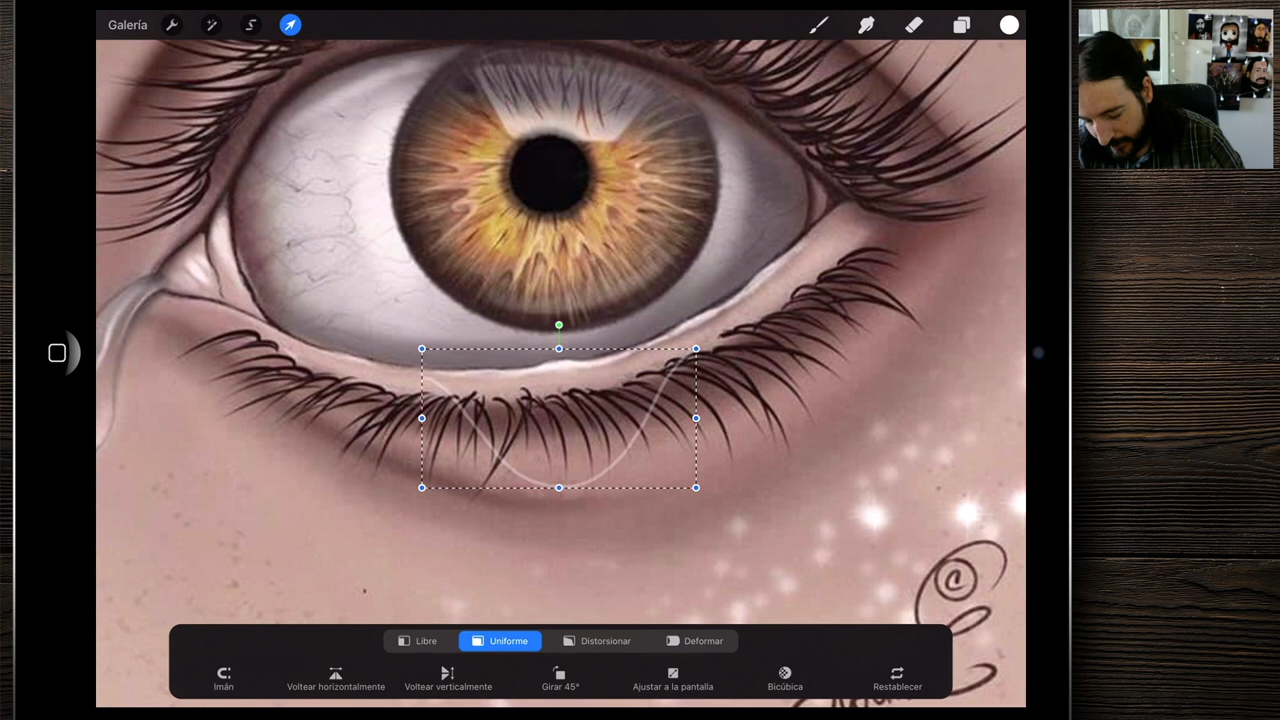 Galería
Libre
Uniforme
Distorsionar
Deformar
Imán
Voltear horizontalmente
Voltear verticalmente
Girar 45°
Ajustar a la pantalla
Bicúbica
Restablecer